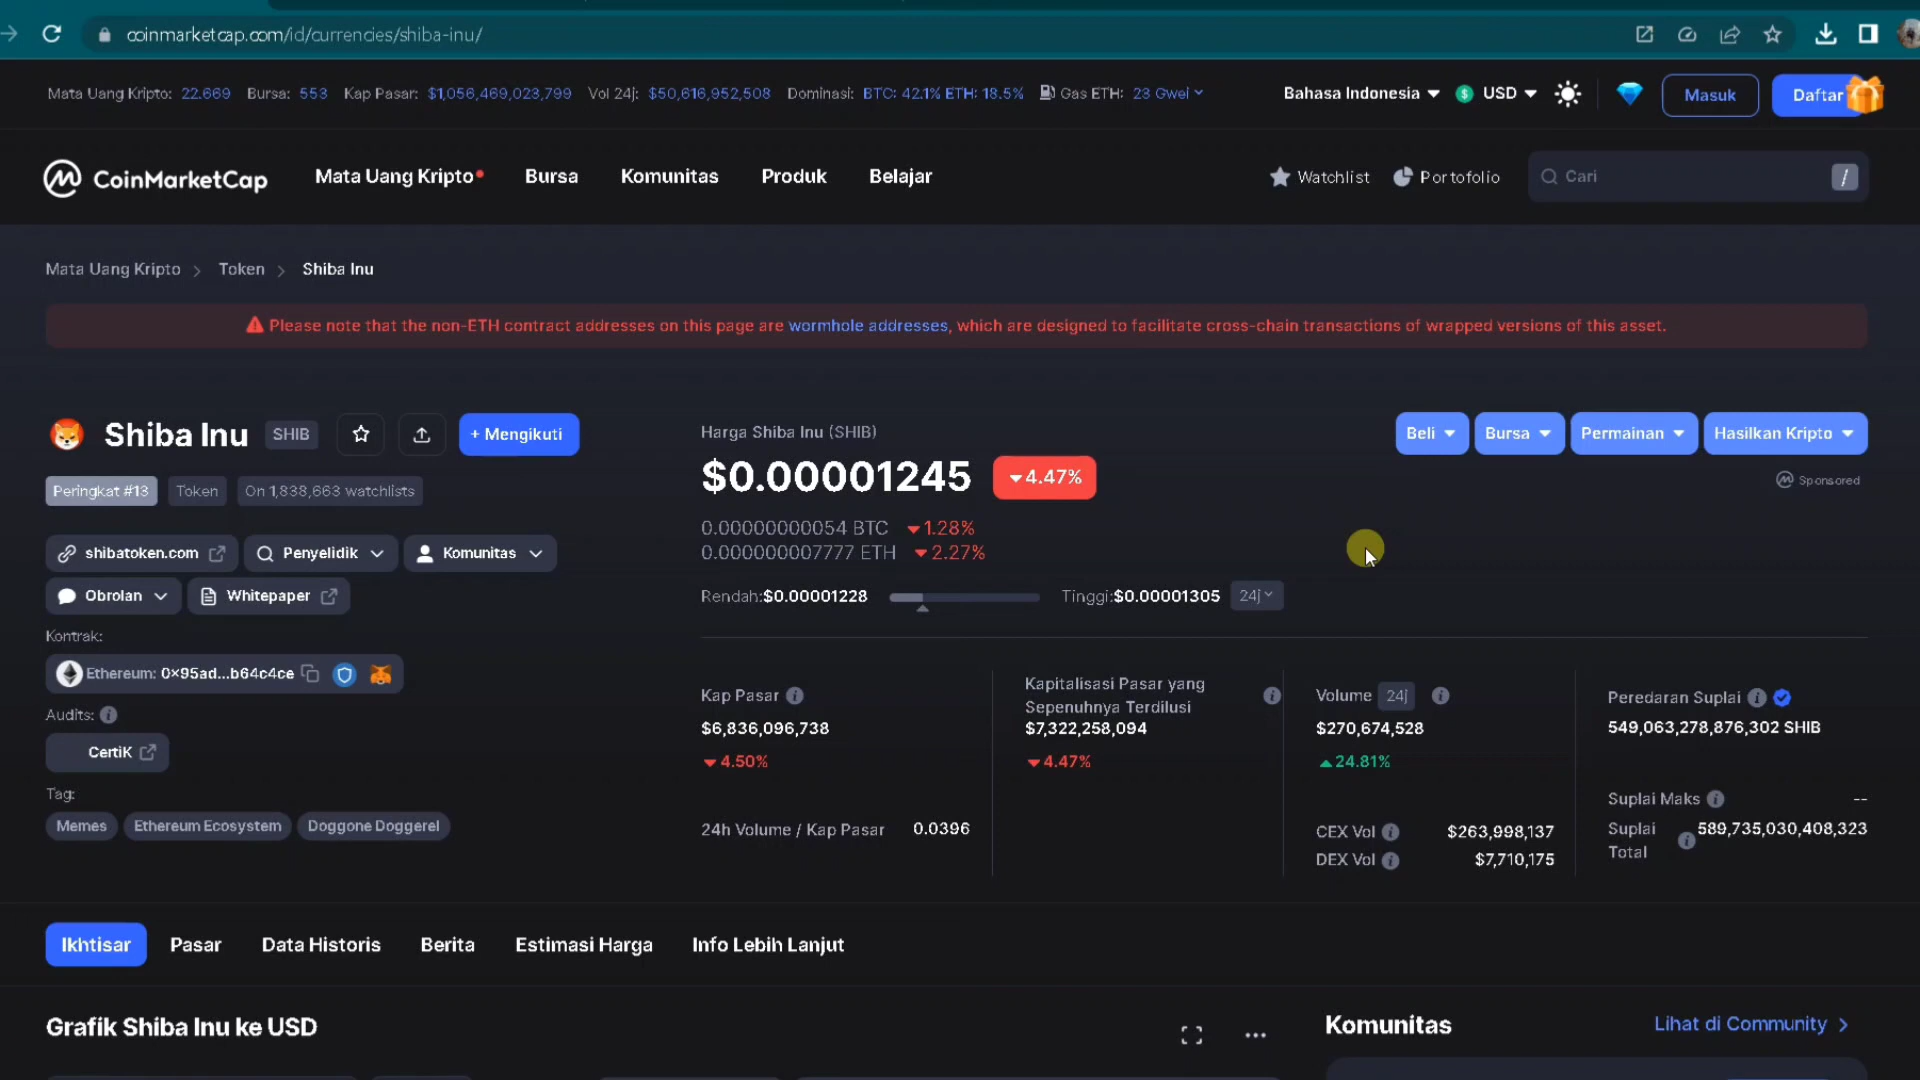 coinmarketcap.com/id/currencies/shiba-inu/
Mata Uang Kripto: 22.669 Bursa: 553 Kap Pasar: $1,056,469,023,799 Vol 24j: $50,616,952,508 Dominasi: BTC: 42.1% ETH: 18.5% Gas ETH: 23 Gwei
Bahasa Indonesia USD Masuk Daftar
CoinMarketCap Mata Uang Kripto Bursa Komunitas Produk Belajar Watchlist Portofolio Cari /
Mata Uang Kripto > Token > Shiba Inu
Please note that the non-ETH contract addresses on this page are wormhole addresses, which are designed to facilitate cross-chain transactions of wrapped versions of this asset.
Shiba Inu SHIB + Mengikuti
Peringkat #13 Token On 1,838,663 watchlists
shibatoken.com Penyelidik Komunitas
Obrolan Whitepaper
Kontrak:
Ethereum: 0x95ad...b64c4ce
Audits:
CertiK
Tag:
Memes Ethereum Ecosystem Doggone Doggerel
Harga Shiba Inu (SHIB)
$0.00001245 4.47%
0.00000000054 BTC 1.28%
0.000000007777 ETH 2.27%
Rendah:$0.00001228 Tinggi:$0.00001305 24j
Beli Bursa Permainan Hasilkan Kripto
Sponsored
Kap Pasar
$6,836,096,738
4.50%
24h Volume / Kap Pasar 0.0396
Kapitalisasi Pasar yang
Sepenuhnya Terdilusi
$7,322,258,094
4.47%
Volume 24j
$270,674,528
24.81%
CEX Vol $263,998,137
DEX Vol $7,710,175
Peredaran Suplai
549,063,278,876,302 SHIB
Suplai Maks --
Suplai Total 589,735,030,408,323
Ikhtisar Pasar Data Historis Berita Estimasi Harga Info Lebih Lanjut
Grafik Shiba Inu ke USD
Komunitas Lihat di Community